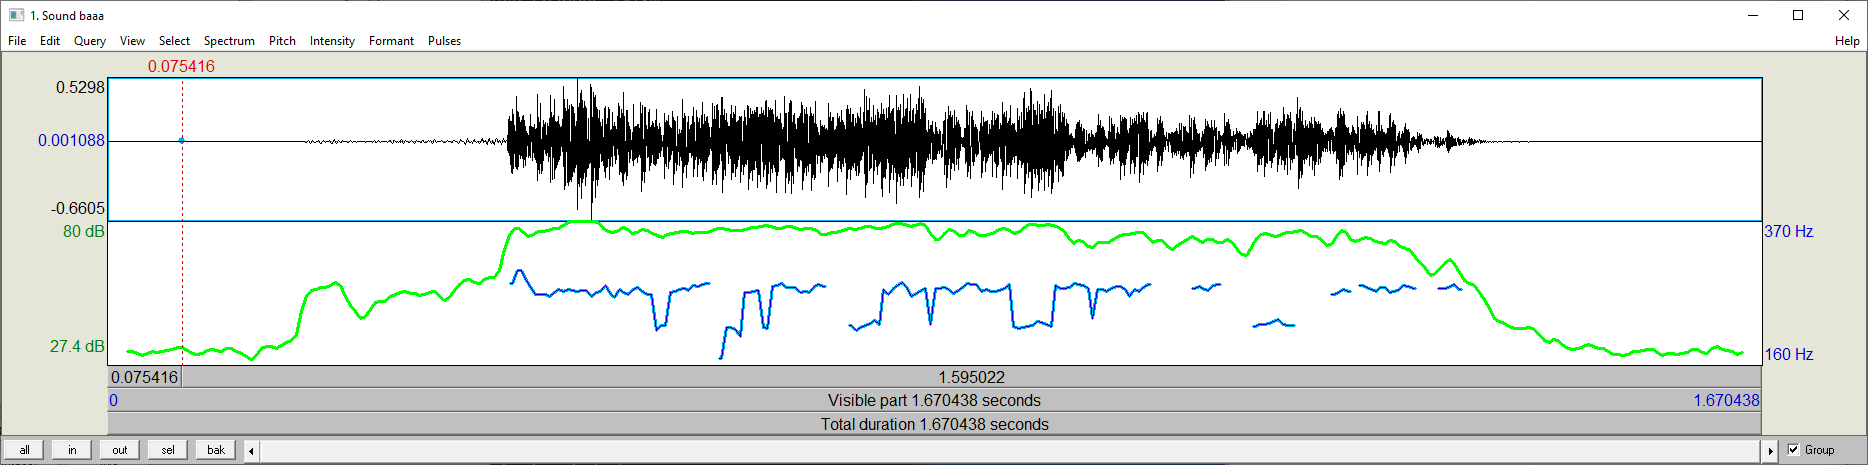 1. Sound baaa
File Edit Query View Select Spectrum Pitch Intensity Formant Pulses Help
0.075416
0.5298
0.001088
-0.6605
80 dB 370 Hz
27.4 dB 160 Hz
0.075416 1.595022
0 Visible part 1.670438 seconds 1.670438
Total duration 1.670438 seconds
all in out sel bak Group